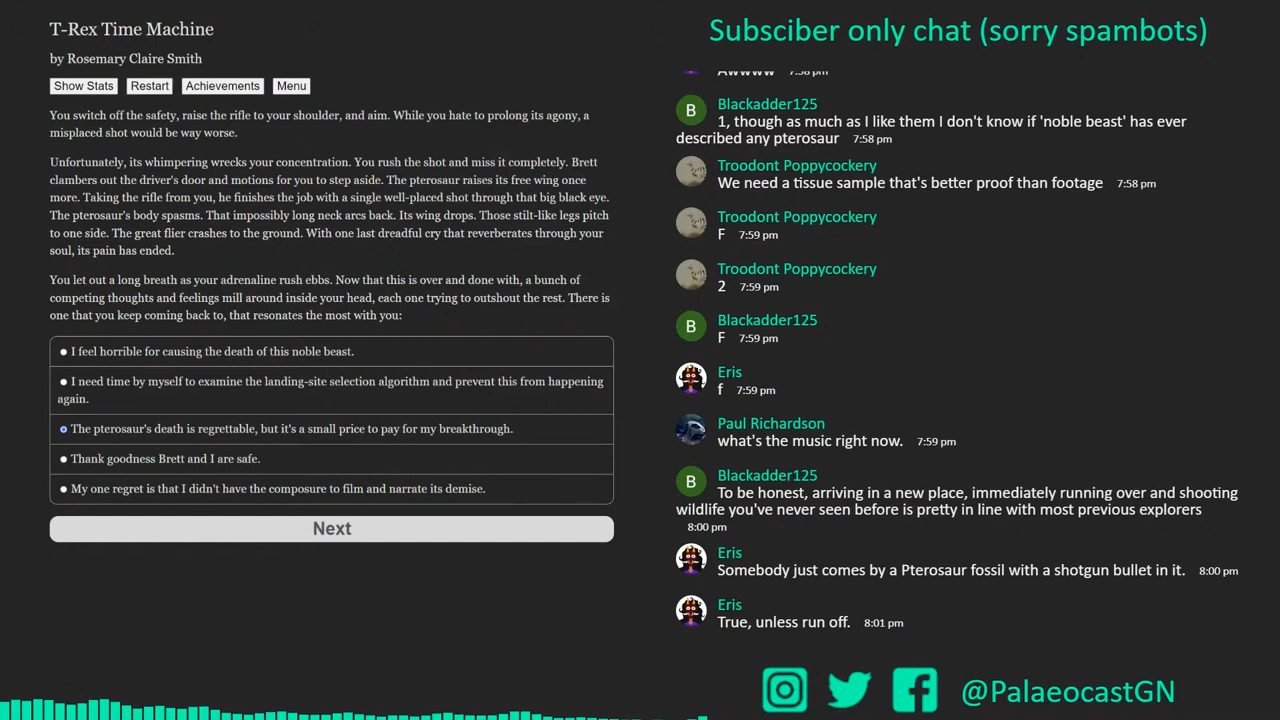 T-Rex Time Machine
by Rosemary Claire Smith
Show Stats Restart Achievements Menu
You switch off the safety, raise the rifle to your shoulder, and aim. While you hate to prolong its agony, a
misplaced shot would be way worse.
Unfortunately, its whimpering wrecks your concentration. You rush the shot and miss it completely. Brett
clambers out the driver's door and motions for you to step aside. The pterosaur raises its free wing once
more. Taking the rifle from you, he finishes the job with a single well-placed shot through that big black eye.
The pterosaur's body spasms. That impossibly long neck arcs back. Its wing drops. Those stilt-like legs pitch
to one side. The great flier crashes to the ground. With one last dreadful cry that reverberates through your
soul, its pain has ended.
You let out a long breath as your adrenaline rush ebbs. Now that this is over and done with, a bunch of
competing thoughts and feelings mill around inside your head, each one trying to outshout the rest. There is
one that you keep coming back to, that resonates the most with you:
I feel horrible for causing the death of this noble beast.
I need time by myself to examine the landing-site selection algorithm and prevent this from happening
again.
The pterosaur's death is regrettable, but it's a small price to pay for my breakthrough.
Thank goodness Brett and I are safe.
My one regret is that I didn't have the composure to film and narrate its demise.
Next
Subsciber only chat (sorry spambots)
Awwww 7:58 pm
B Blackadder125
1, though as much as I like them I don't know if 'noble beast' has ever
described any pterosaur 7:58 pm
Troodont Poppycockery
We need a tissue sample that's better proof than footage 7:58 pm
Troodont Poppycockery
F 7:59 pm
Troodont Poppycockery
2 7:59 pm
B Blackadder125
F 7:59 pm
Eris
f 7:59 pm
Paul Richardson
what's the music right now. 7:59 pm
B Blackadder125
To be honest, arriving in a new place, immediately running over and shooting
wildlife you've never seen before is pretty in line with most previous explorers
8:00 pm
Eris
Somebody just comes by a Pterosaur fossil with a shotgun bullet in it. 8:00 pm
Eris
True, unless run off. 8:01 pm
@PalaeocastGN